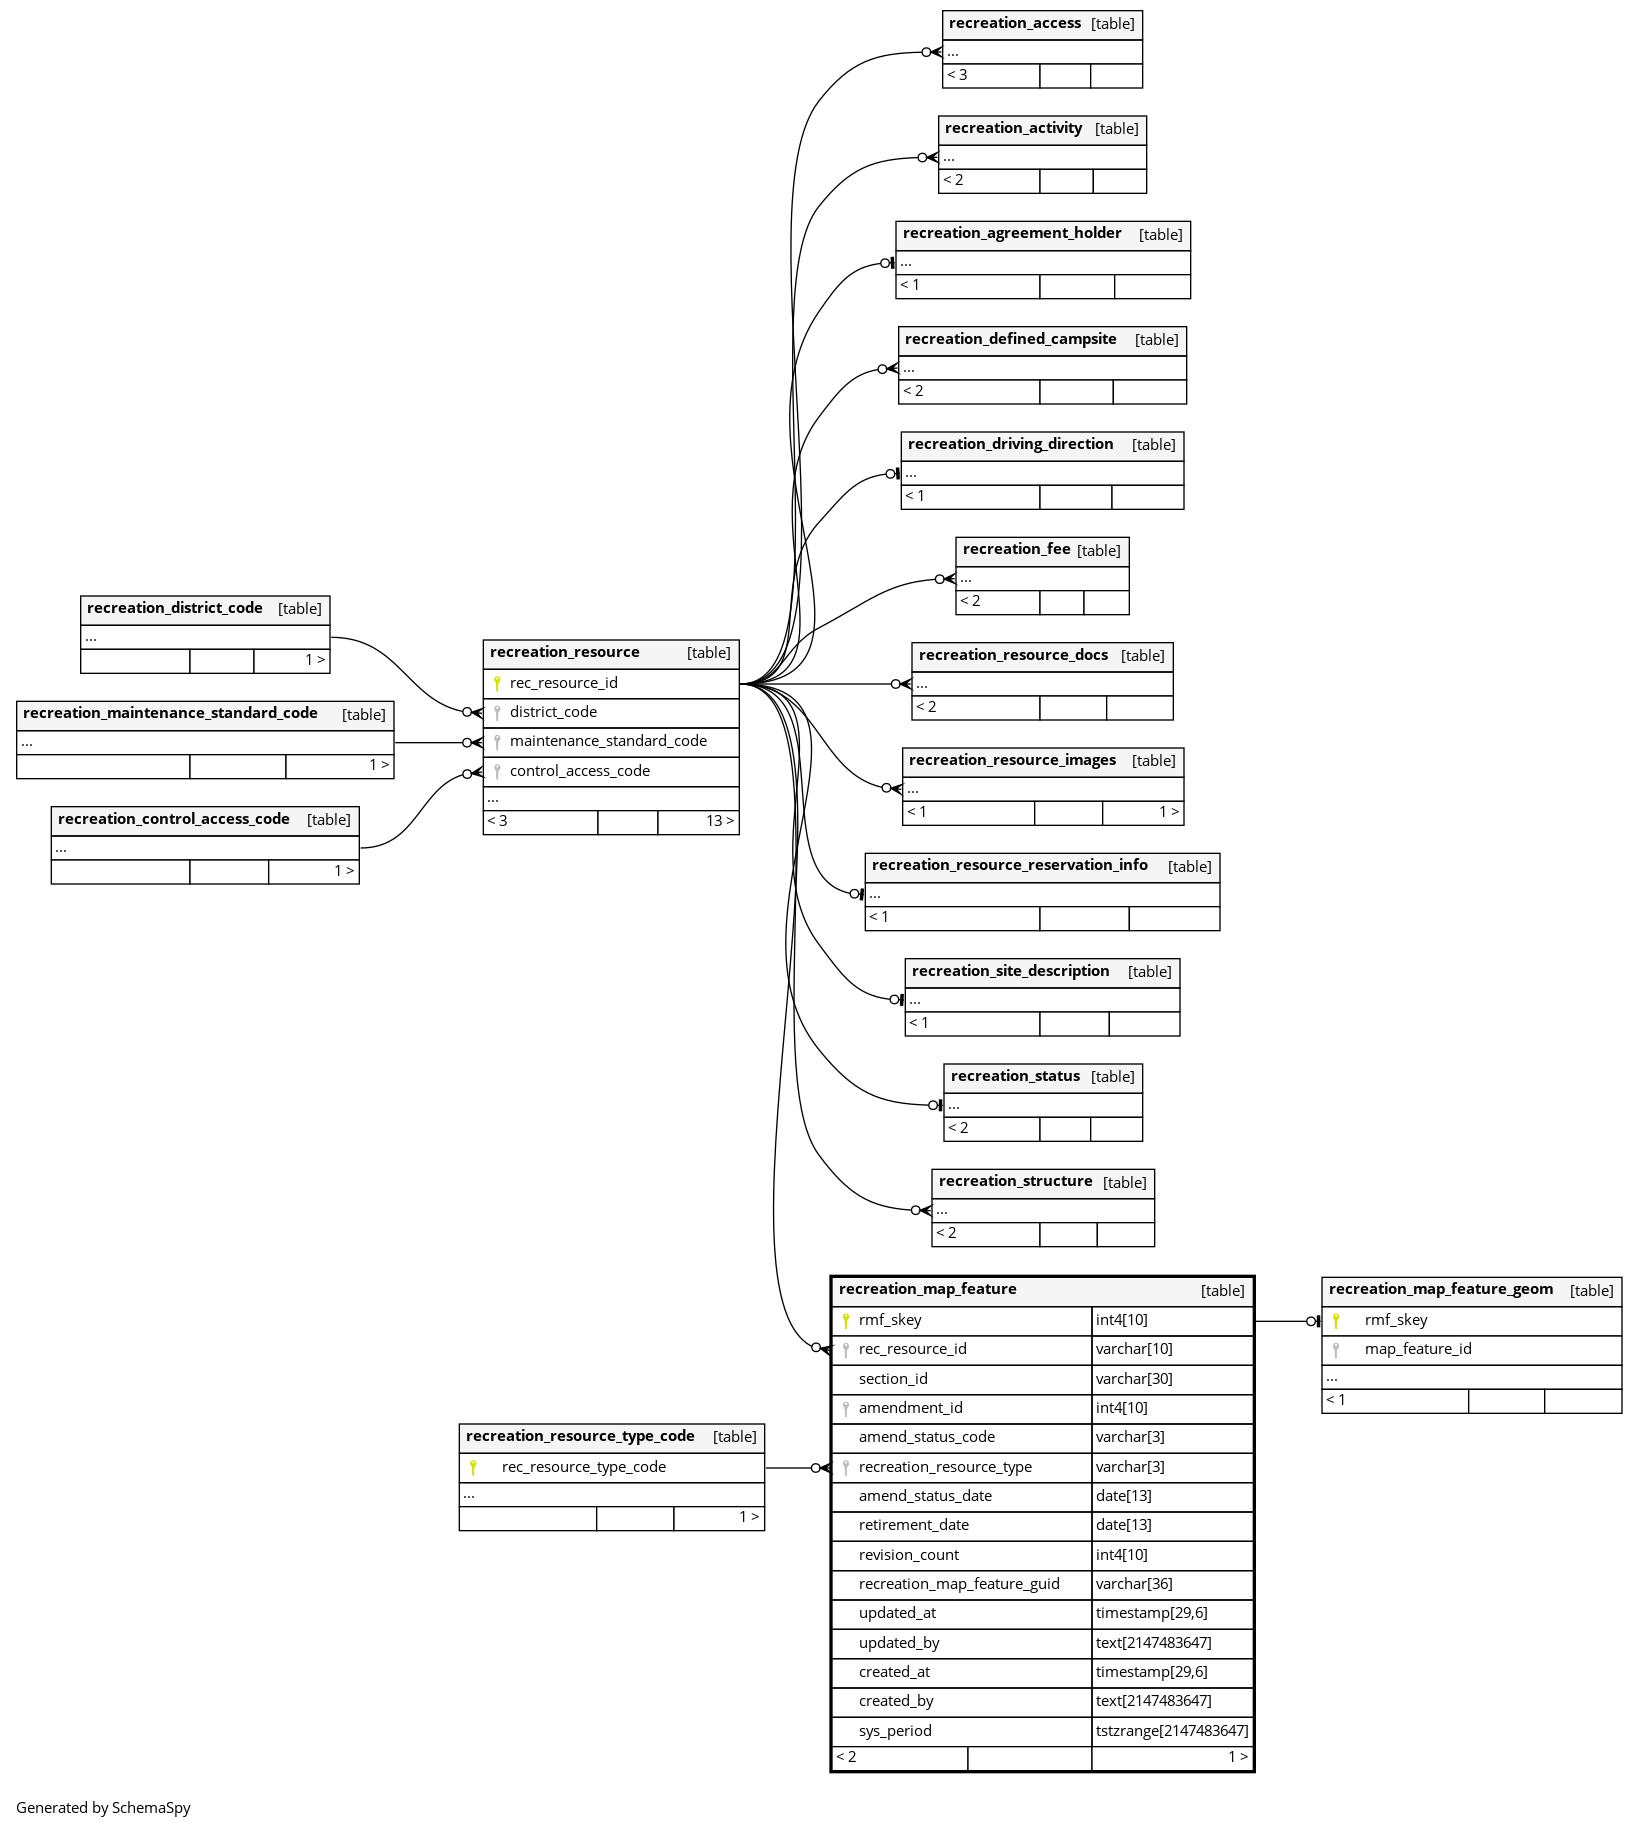 recreation_access [table]
...
< 3
recreation_activity [table]
...
< 2
recreation_agreement_holder [table]
...
< 1
recreation_defined_campsite [table]
...
< 2
recreation_driving_direction [table]
...
< 1
recreation_fee [table]
...
< 2
recreation_district_code [table]
...
1 >
recreation_maintenance_standard_code [table]
...
1 >
recreation_control_access_code [table]
...
1 >
recreation_resource [table]
rec_resource_id
district_code
maintenance_standard_code
control_access_code
...
< 3 13 >
recreation_resource_docs [table]
...
< 2
recreation_resource_images [table]
...
< 1 1 >
recreation_resource_reservation_info [table]
...
< 1
recreation_site_description [table]
...
< 1
recreation_status [table]
...
< 2
recreation_structure [table]
...
< 2
recreation_map_feature [table]
rmf_skey int4[10]
rec_resource_id varchar[10]
section_id varchar[30]
amendment_id int4[10]
amend_status_code varchar[3]
recreation_resource_type varchar[3]
amend_status_date date[13]
retirement_date date[13]
revision_count int4[10]
recreation_map_feature_guid varchar[36]
updated_at timestamp[29,6]
updated_by text[2147483647]
created_at timestamp[29,6]
created_by text[2147483647]
sys_period tstzrange[2147483647]
< 2 1 >
recreation_map_feature_geom [table]
rmf_skey
map_feature_id
...
< 1
recreation_resource_type_code [table]
rec_resource_type_code
...
1 >
Generated by SchemaSpy